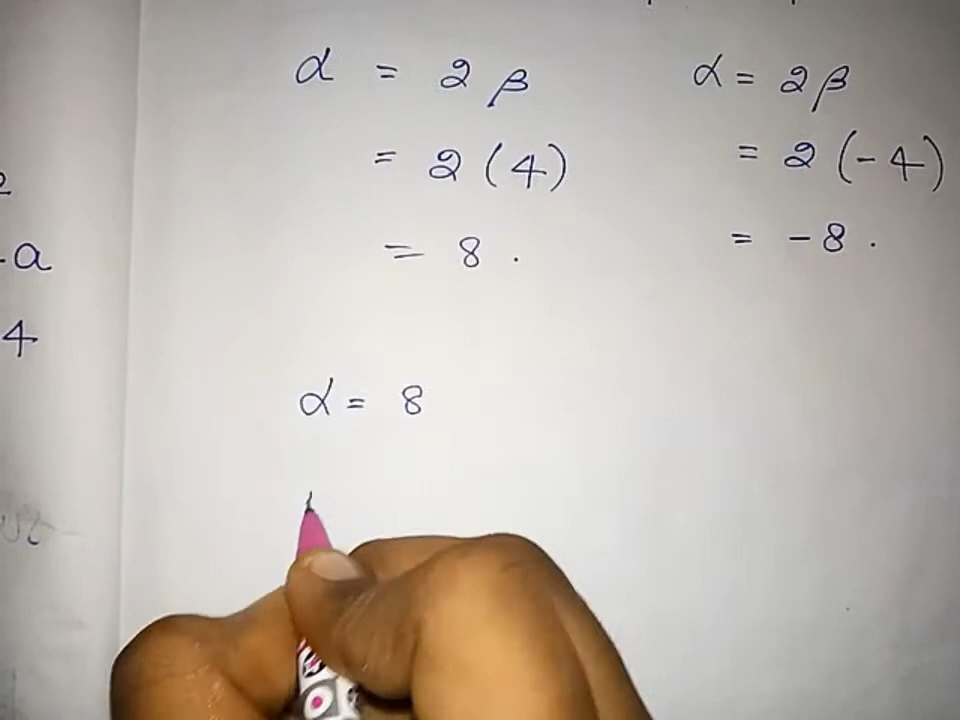 α = 2β
= 2(4)
= 8.
α = 2β
= 2(-4)
= -8.
-a
4
α = 8